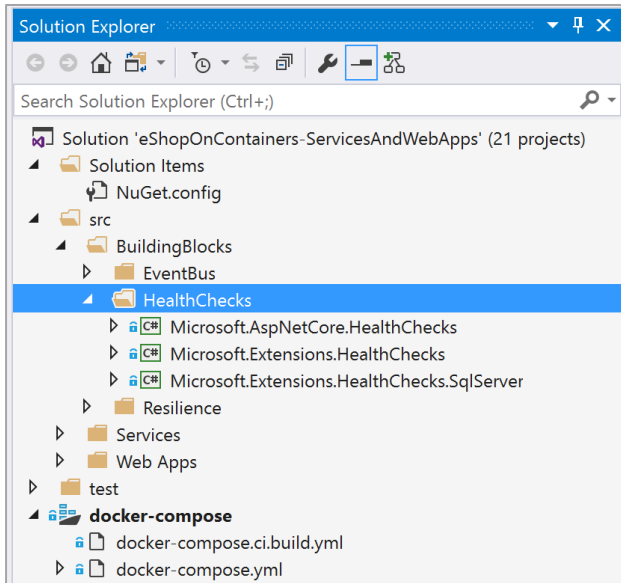 Solution Explorer
Search Solution Explorer (Ctrl+;)
Solution 'eShopOnContainers-ServicesAndWebApps' (21 projects)
Solution Items
NuGet.config
src
BuildingBlocks
EventBus
HealthChecks
C# Microsoft.AspNetCore.HealthChecks
C# Microsoft.Extensions.HealthChecks
C# Microsoft.Extensions.HealthChecks.SqlServer
Resilience
Services
Web Apps
test
docker-compose
docker-compose.ci.build.yml
docker-compose.yml